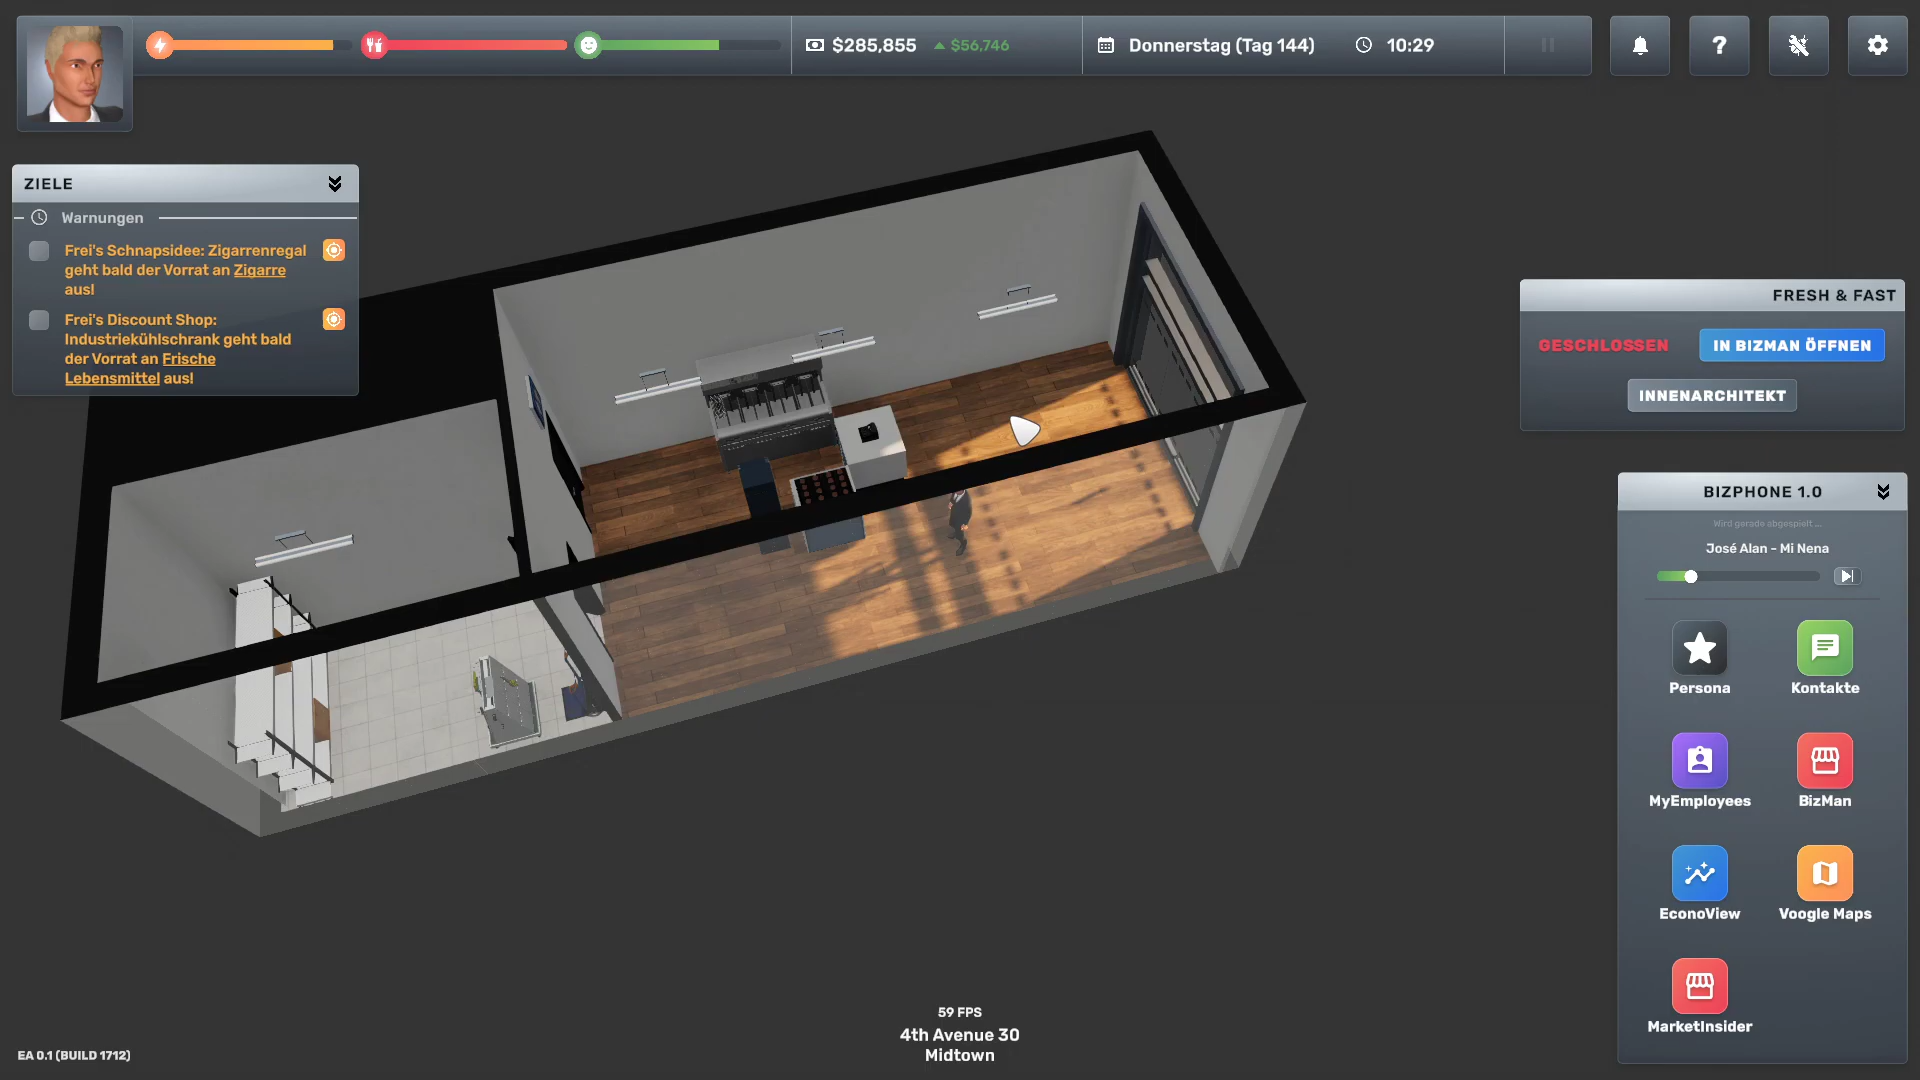 $285,855
$56,746
Donnerstag (Tag 144)
10:29
?
ZIELE
Warnungen
Frei's Schnapsidee: Zigarrenregal
geht bald der Vorrat an Zigarre
aus!
Frei's Discount Shop:
Industriekühlschrank geht bald
der Vorrat an Frische
Lebensmittel aus!
FRESH & FAST
GESCHLOSSEN
IN BIZMAN ÖFFNEN
INNENARCHITEKT
BIZPHONE 1.0
Wird gerade abgespielt ...
José Alan - Mi Nena
Persona
Kontakte
MyEmployees
BizMan
EconoView
Voogle Maps
MarketInsider
59 FPS
4th Avenue 30
Midtown
EA 0.1 (BUILD 1712)